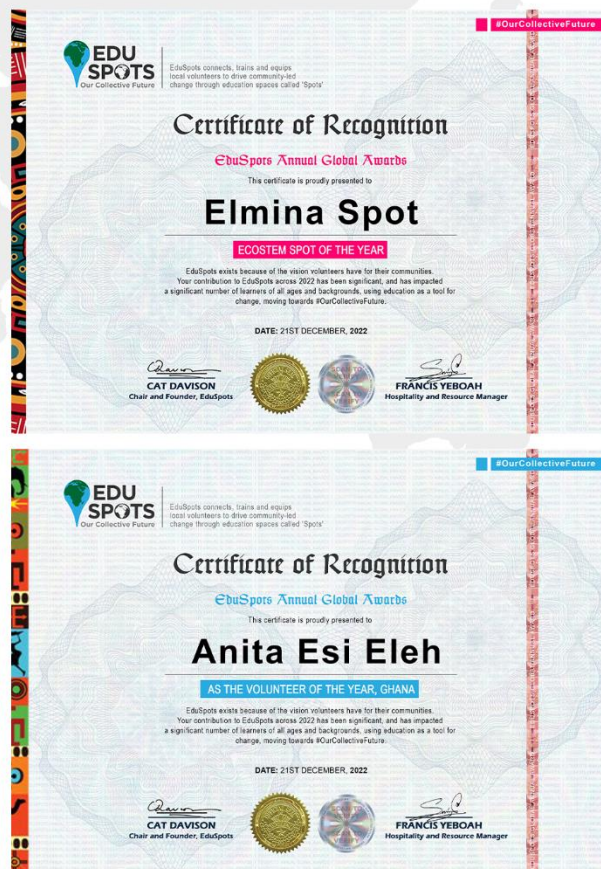 #OurCollectiveFuture
EDU
SPOTS
Our Collective Future
EduSpots connects, trains and equips
local volunteers to drive community-led
change through education spaces called 'Spots'
Certificate of Recognition
EduSpots Annual Global Awards
This certificate is proudly presented to
Elmina Spot
ECOSTEM SPOT OF THE YEAR
EduSpots exists because of the vision volunteers have for their communities.
Your contribution to EduSpots across 2022 has been significant, and has impacted
a significant number of learners of all ages and backgrounds, using education as a tool for
change, moving towards #OurCollectiveFuture.
DATE: 21ST DECEMBER, 2022
CAT DAVISON
Chair and Founder, EduSpots
FRANCIS YEBOAH
Hospitality and Resource Manager
#OurCollectiveFuture
EDU
SPOTS
Our Collective Future
EduSpots connects, trains and equips
local volunteers to drive community-led
change through education spaces called 'Spots'
Certificate of Recognition
EduSpots Annual Global Awards
This certificate is proudly presented to
Anita Esi Eleh
AS THE VOLUNTEER OF THE YEAR, GHANA
EduSpots exists because of the vision volunteers have for their communities.
Your contribution to EduSpots across 2022 has been significant, and has impacted
a significant number of learners of all ages and backgrounds, using education as a tool for
change, moving towards #OurCollectiveFuture.
DATE: 21ST DECEMBER, 2022
CAT DAVISON
Chair and Founder, EduSpots
FRANCIS YEBOAH
Hospitality and Resource Manager